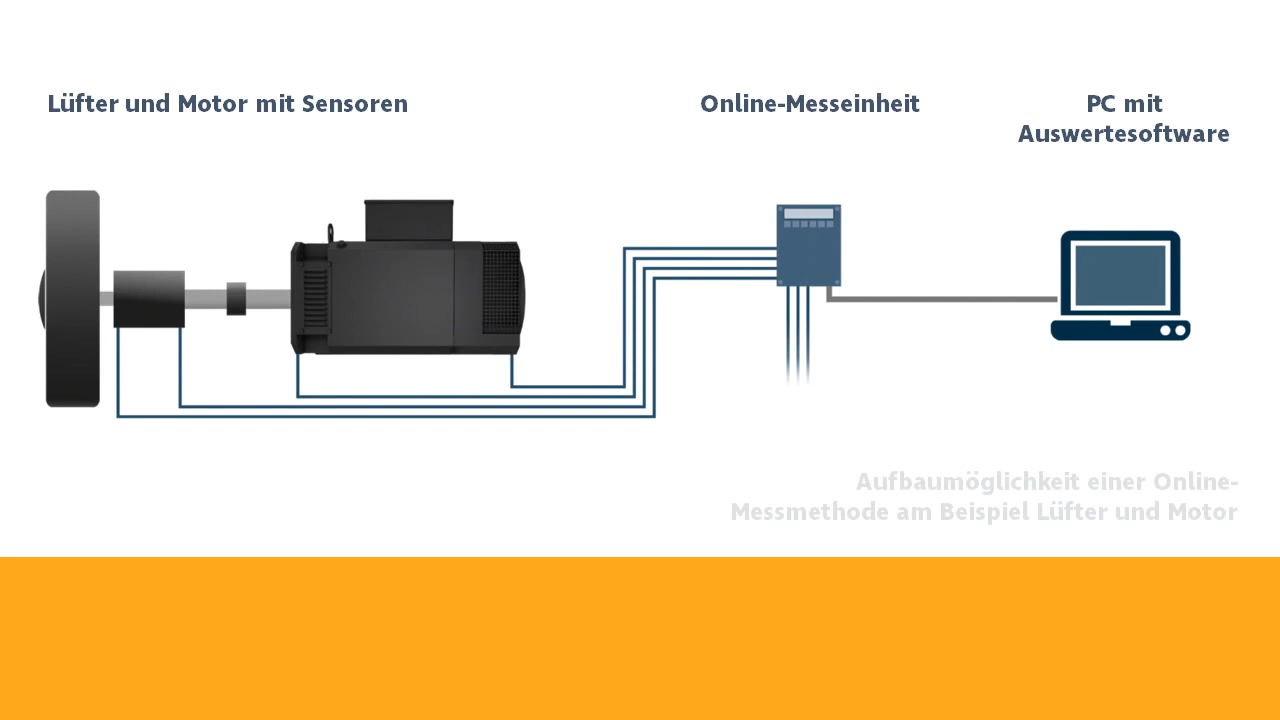 Lüfter und Motor mit Sensoren
Online-Messeinheit
PC mit
Auswertesoftware
Aufbaumöglichkeit einer Online-
Messmethode am Beispiel Lüfter und Motor